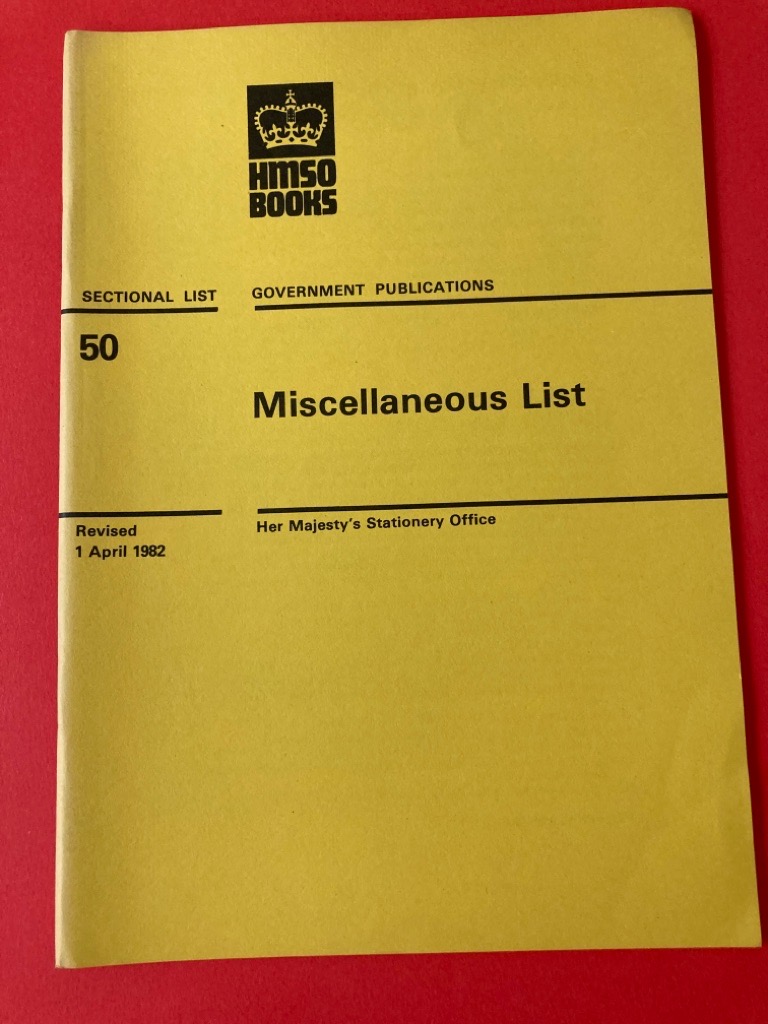 HMSO
BOOKS
SECTIONAL LIST
GOVERNMENT PUBLICATIONS
50
Miscellaneous List
Revised
1 April 1982
Her Majesty's Stationery Office